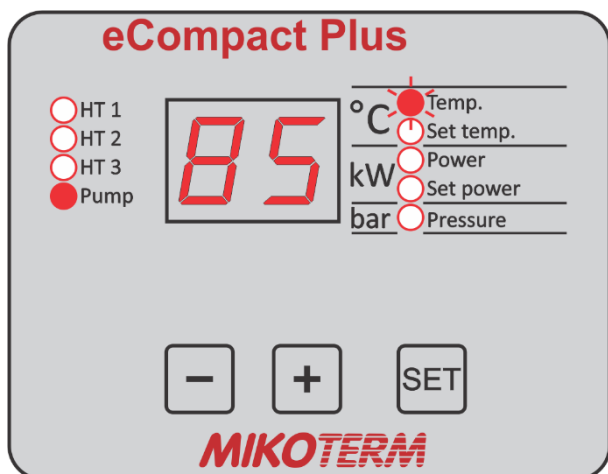 eCompact Plus
HT 1
HT 2
HT 3
Pump
85
°C
Temp.
Set temp.
kW
Power
Set power
bar
Pressure
−
+
SET
MIKOTERM